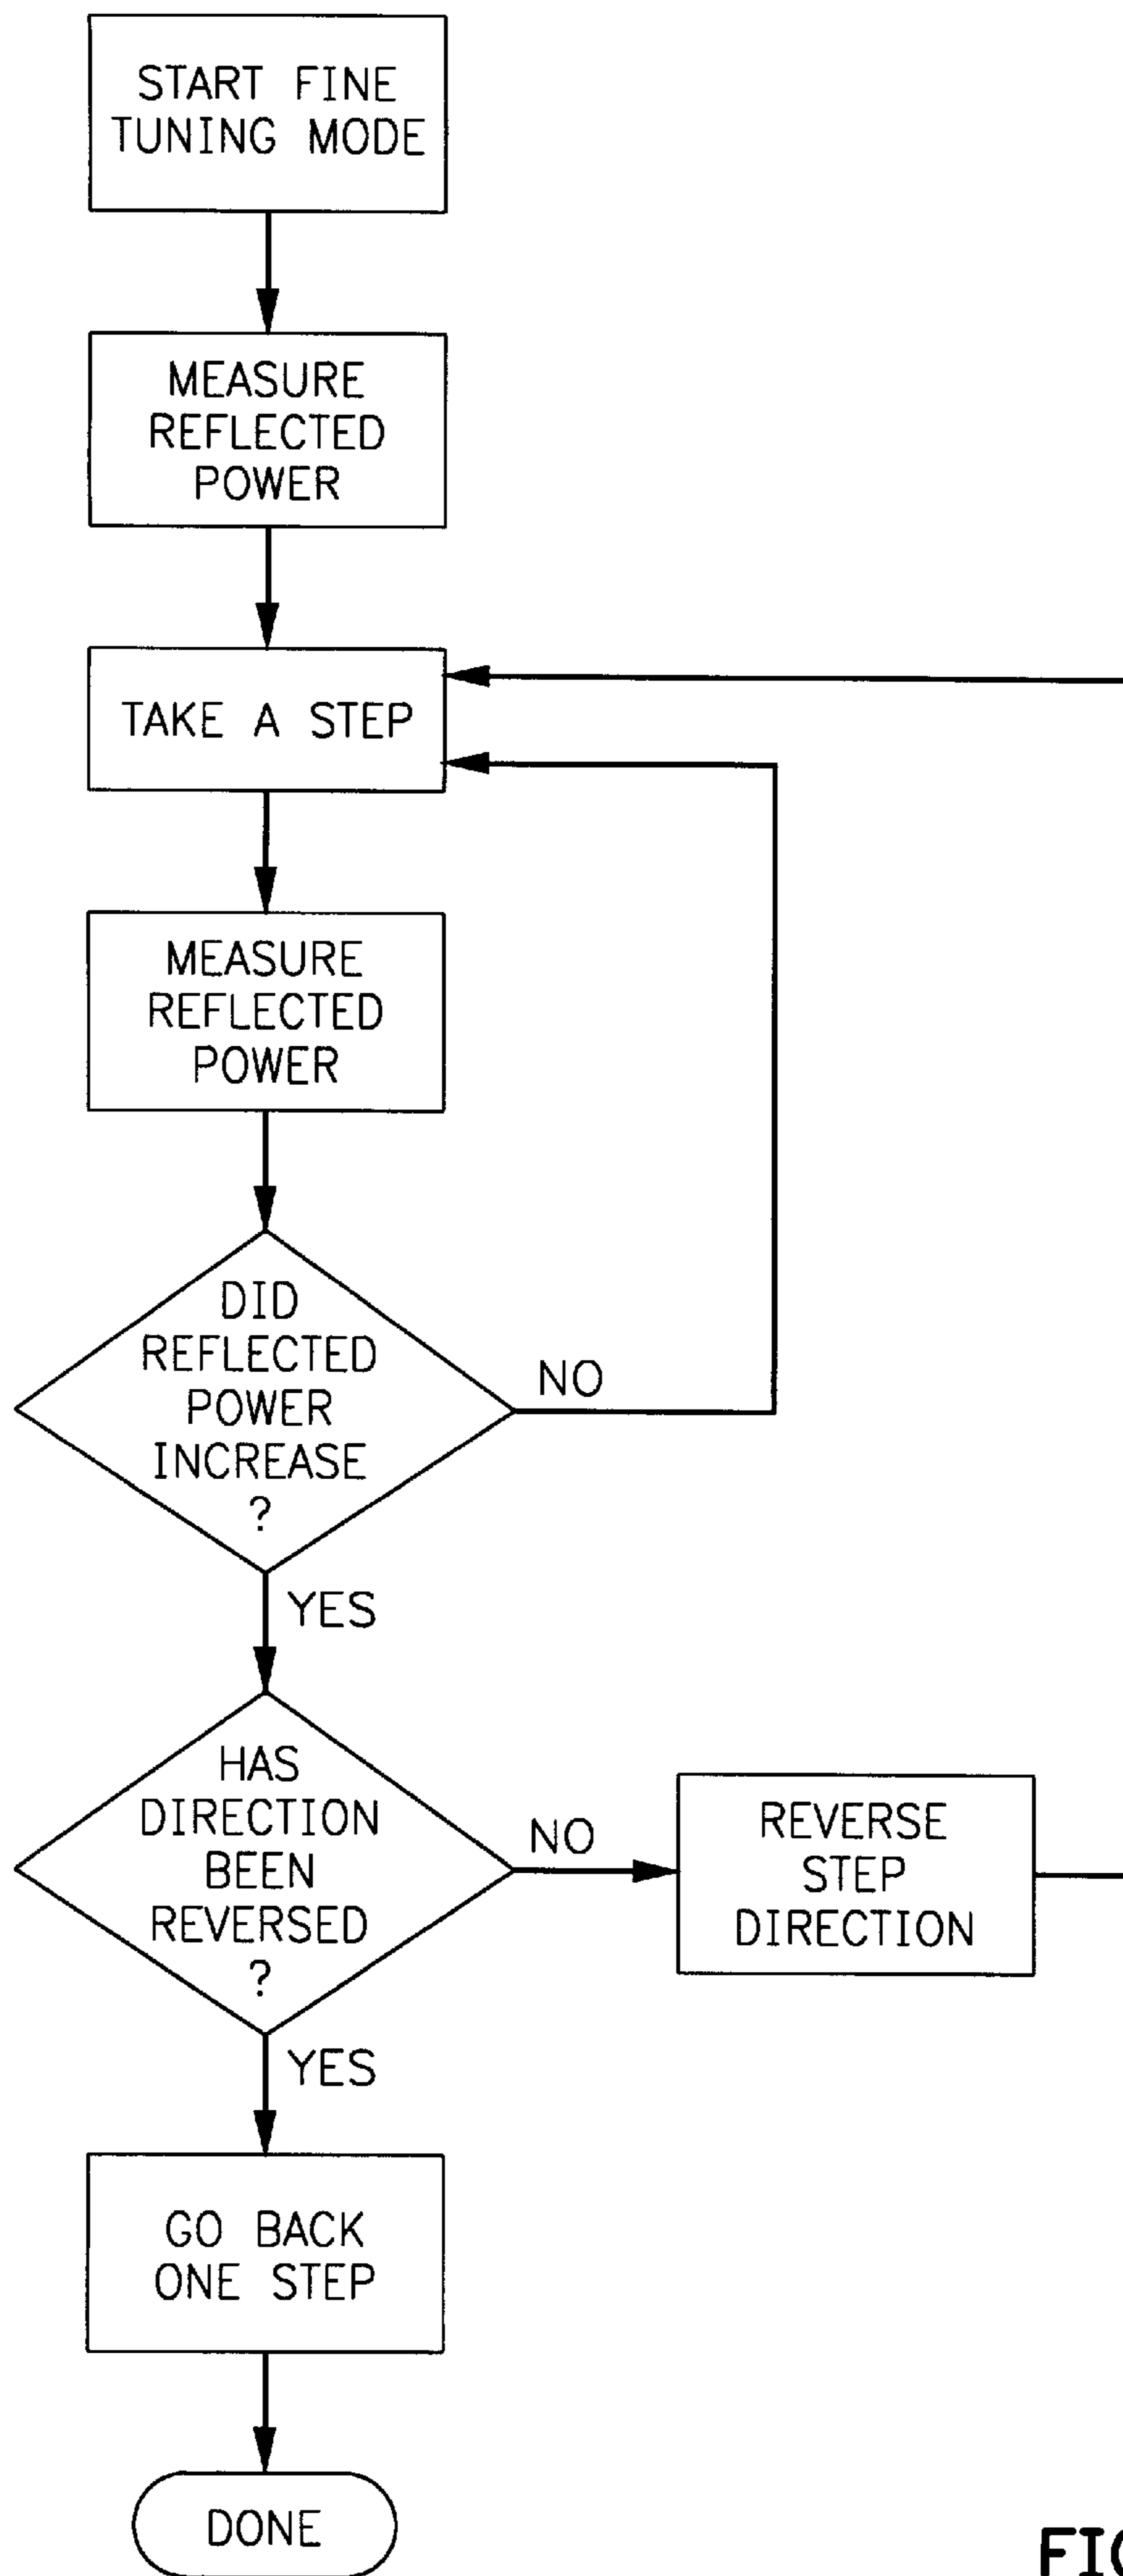 START FINE
TUNING MODE
MEASURE
REFLECTED
POWER
TAKE A STEP
MEASURE
REFLECTED
POWER
DID
REFLECTED
POWER
INCREASE
?
NO
YES
HAS
DIRECTION
BEEN
REVERSED
?
NO
REVERSE
STEP
DIRECTION
YES
GO BACK
ONE STEP
DONE